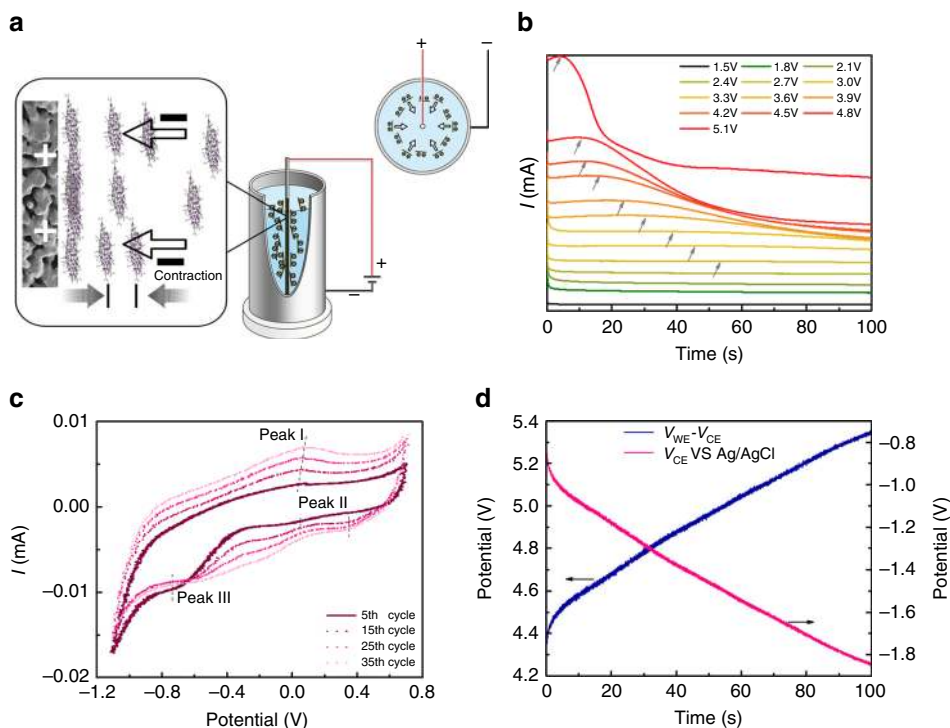 a
+
−
+
+
Contraction
+
−
b
I (mA)
1.5V 1.8V 2.1V
2.4V 2.7V 3.0V
3.3V 3.6V 3.9V
4.2V 4.5V 4.8V
5.1V
0 20 40 60 80 100
Time (s)
c
0.01
0.00
−0.01
−0.02
I (mA)
Peak I
Peak II
Peak III
5th cycle
15th cycle
25th cycle
35th cycle
−1.2 −0.8 −0.4 0.0 0.4 0.8
Potential (V)
d
5.4
5.2
5.0
4.8
4.6
4.4
Potential (V)
VWE-VCE
VCE VS Ag/AgCl
−0.8
−1.0
−1.2
−1.4
−1.6
−1.8
Potential (V)
0 20 40 60 80 100
Time (s)